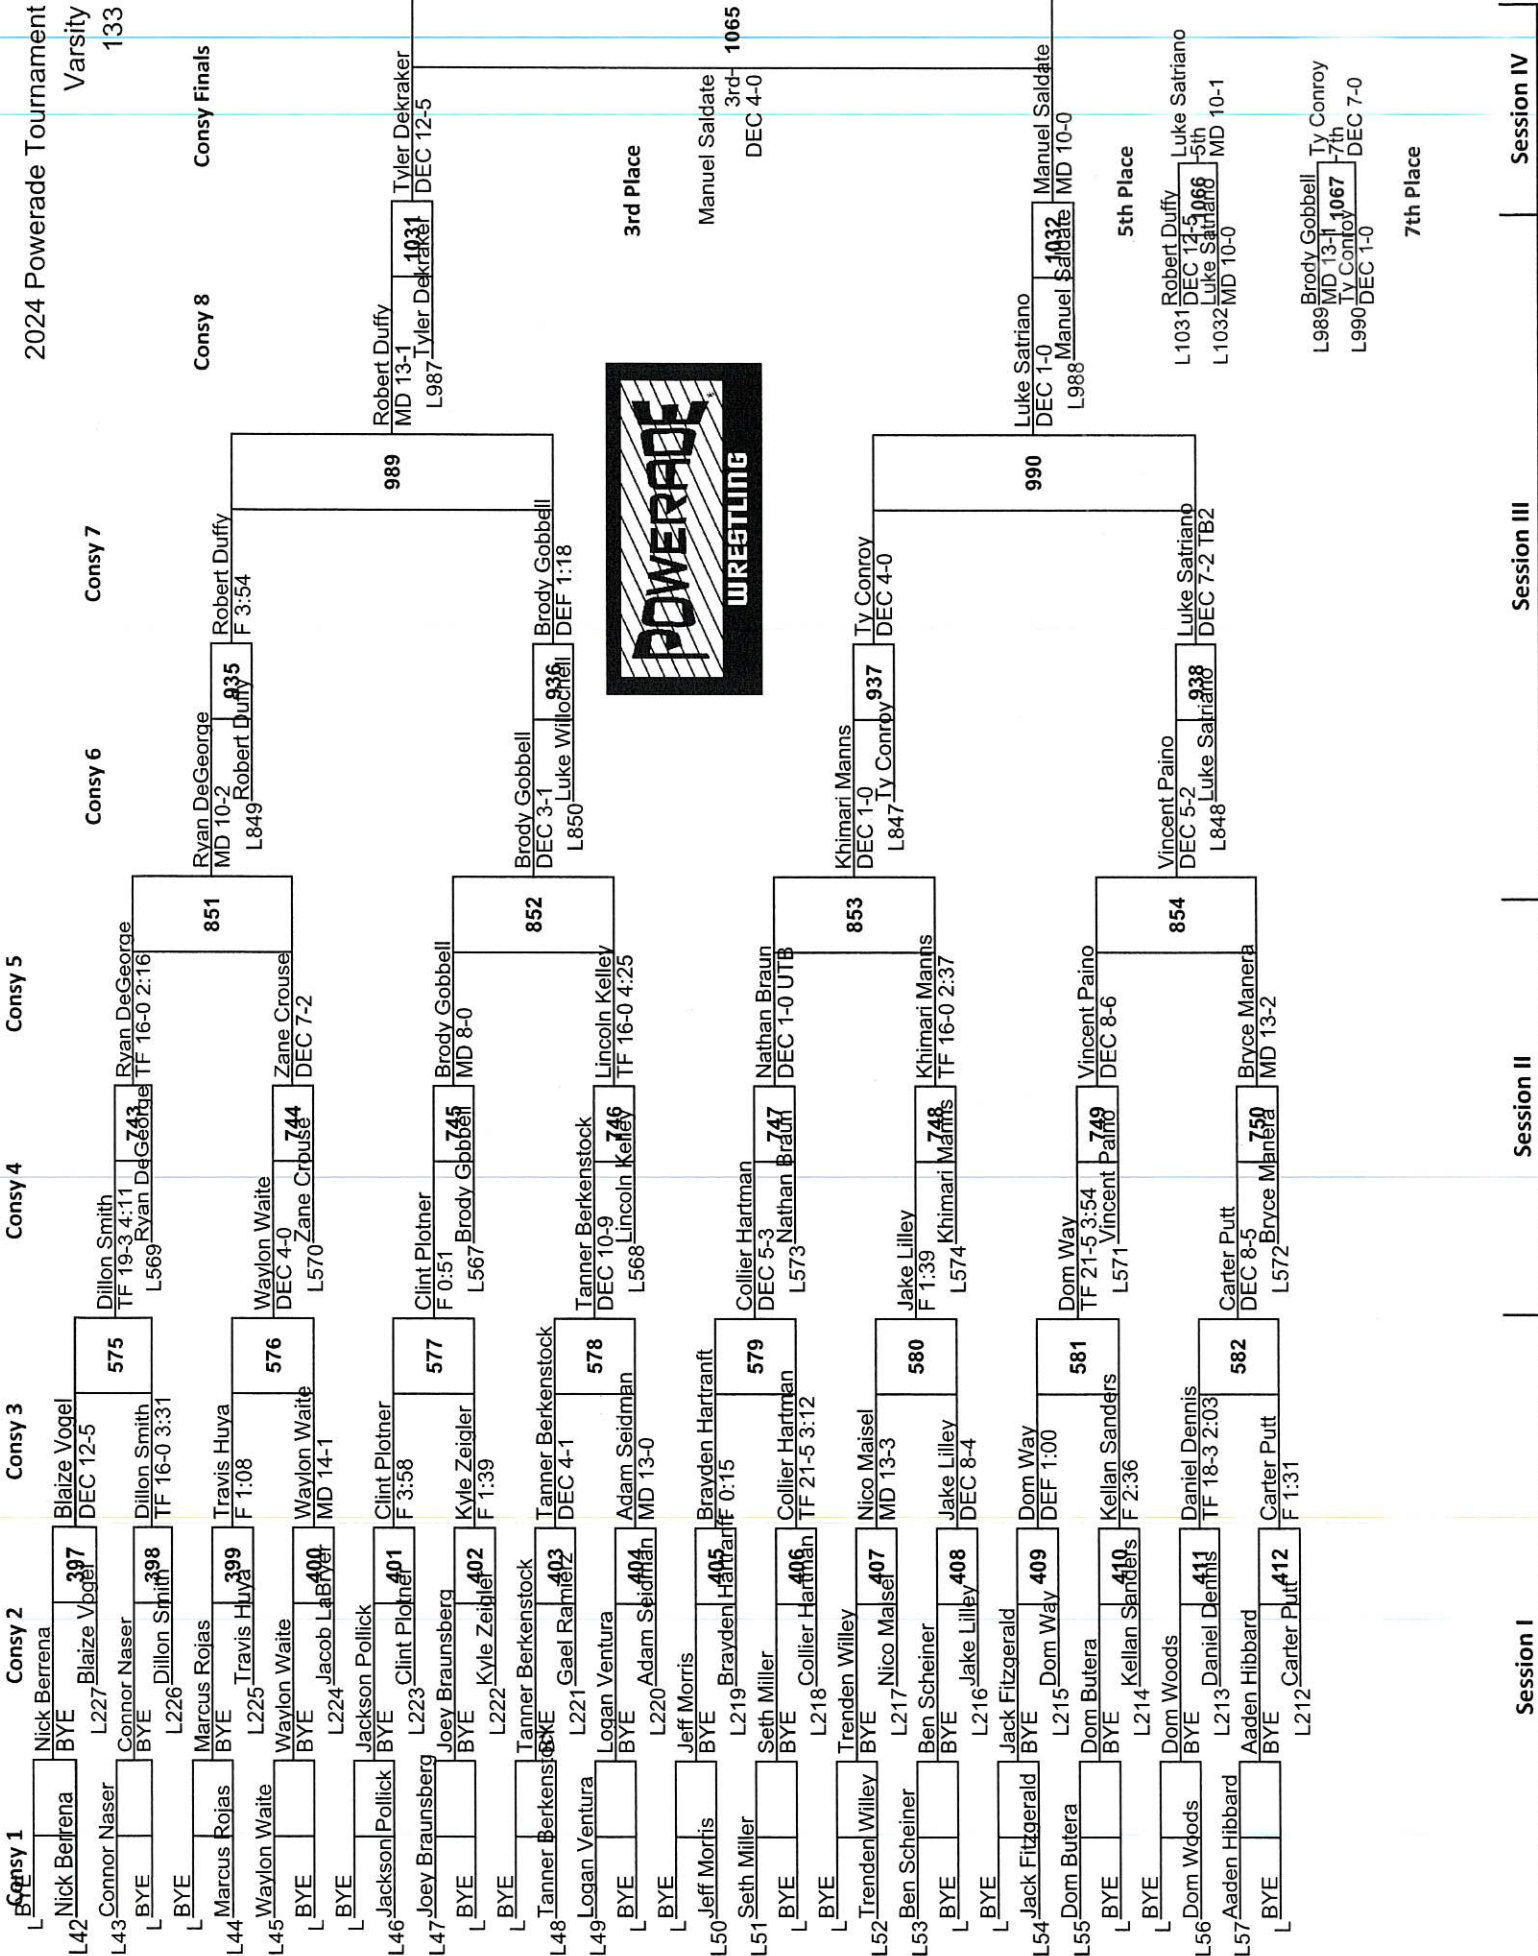 2024 Powerade Tournament
Varsity
133
Consy 1
Consy 2
Consy 3
Consy 4
Consy 5
Consy 6
Consy 7
Consy 8
Consy Finals
L BYE
L42 Nick Berrena
L43 Connor Naser
L BYE
L BYE
L44 Marcus Rojas
L45 Waylon Waite
L BYE
L BYE
L46 Jackson Pollick
L47 Joey Braunsberg
L BYE
L BYE
L48 Tanner Berkenstock
L49 Logan Ventura
L BYE
L BYE
L50 Jeff Morris
L51 Seth Miller
L BYE
L BYE
L52 Trenden Willey
L53 Ben Scheiner
L BYE
L54 Jack Fitzgerald
L55 Dom Butera
L BYE
L BYE
L56 Dom Woods
L57 Aaden Hibbard
L BYE
Nick Berrena
BYE
397
L227 Blaize Vogel
Connor Naser
BYE
398
L226 Dillon Smith
Marcus Rojas
BYE
399
L225 Travis Huya
Waylon Waite
BYE
400
L224 Jacob LaBryer
Jackson Pollick
BYE
401
L223 Clint Plotner
Joey Braunsberg
BYE
402
L222 Kyle Zeigler
Tanner Berkenstock
BYE
403
L221 Gael Ramierz
Logan Ventura
BYE
404
L220 Adam Seidman
Jeff Morris
BYE
405
L219 Brayden Hartranft
Seth Miller
BYE
406
L218 Collier Hartman
Trenden Willey
BYE
407
L217 Nico Maisel
Ben Scheiner
BYE
408
L216 Jake Lilley
Jack Fitzgerald
BYE
409
L215 Dom Way
Dom Butera
BYE
410
L214 Kellan Sanders
Dom Woods
BYE
411
L213 Daniel Dennis
Aaden Hibbard
BYE
412
L212 Carter Putt
Blaize Vogel
DEC 12-5
575
Dillon Smith
TF 16-0 3:31
Travis Huya
F 1:08
576
Waylon Waite
MD 14-1
Clint Plotner
F 3:58
577
Kyle Zeigler
F 1:39
Tanner Berkenstock
DEC 4-1
578
Adam Seidman
MD 13-0
Brayden Hartranft
F 0:15
579
Collier Hartman
TF 21-5 3:12
Nico Maisel
MD 13-3
580
Jake Lilley
DEC 8-4
Dom Way
DEF 1:00
581
Kellan Sanders
F 2:36
Daniel Dennis
TF 18-3 2:03
582
Carter Putt
F 1:31
Dillon Smith
TF 19-3 4:11
743
L569 Ryan DeGeorge
Waylon Waite
DEC 4-0
744
L570 Zane Crouse
Clint Plotner
F 0:51
745
L567 Brody Gobbell
Tanner Berkenstock
DEC 10-9
746
L568 Lincoln Kelley
Collier Hartman
DEC 5-3
747
L573 Nathan Braun
Jake Lilley
F 1:39
748
L574 Khimari Manns
Dom Way
TF 21-5 3:54
749
L571 Vincent Paino
Carter Putt
DEC 8-5
750
L572 Bryce Manera
Ryan DeGeorge
TF 16-0 2:16
851
Zane Crouse
DEC 7-2
Brody Gobbell
MD 8-0
852
Lincoln Kelley
TF 16-0 4:25
Nathan Braun
DEC 1-0 UTB
853
Khimari Manns
TF 16-0 2:37
Vincent Paino
DEC 8-6
854
Bryce Manera
MD 13-2
Ryan DeGeorge
MD 10-2
935
L849 Robert Duffy
Brody Gobbell
DEC 3-1
936
L850 Luke Willochell
Khimari Manns
DEC 1-0
937
L847 Ty Conroy
Vincent Paino
DEC 5-2
938
L848 Luke Satriano
Robert Duffy
F 3:54
989
Brody Gobbell
DEF 1:18
Ty Conroy
DEC 4-0
990
Luke Satriano
DEC 7-2 TB2
POWERADE
WRESTLING
Robert Duffy
MD 13-1
1031
L987 Tyler Dekraker
Luke Satriano
DEC 1-0
1032
L988 Manuel Saldate
Tyler Dekraker
DEC 12-5
1065
Manuel Saldate
MD 10-0
Manuel Saldate
3rd
DEC 4-0
3rd Place
5th Place
L1031 Robert Duffy
DEC 12-5
1066
L1032 Luke Satriano
MD 10-0
Luke Satriano
5th
MD 10-1
L989 Brody Gobbell
MD 13-1
1067
L990 Ty Conroy
DEC 1-0
Ty Conroy
7th
DEC 7-0
7th Place
Session I
Session II
Session III
Session IV